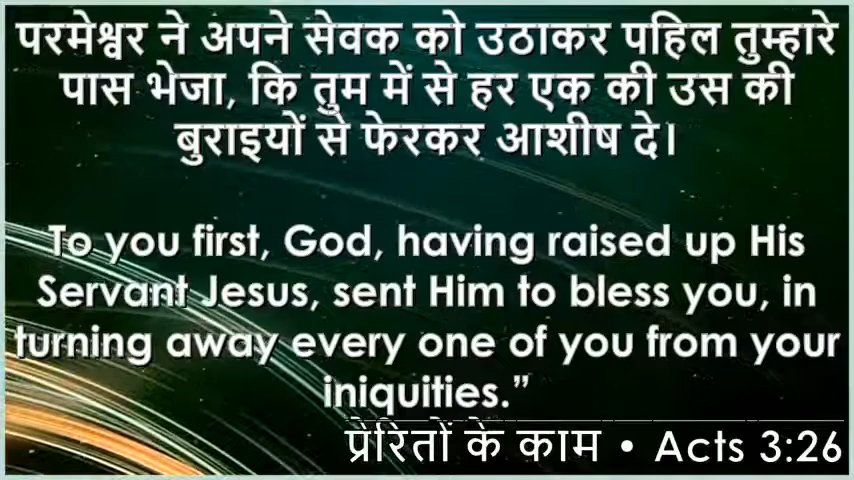 परमेश्वर ने अपने सेवक को उठाकर पहिले तुम्हारे
पास भेजा, कि तुम में से हर एक की उस की
बुराइयों से फेरकर आशीष दे।
To you first, God, having raised up His
Servant Jesus, sent Him to bless you, in
turning away every one of you from your
iniquities.”
प्रेरितों के काम • Acts 3:26